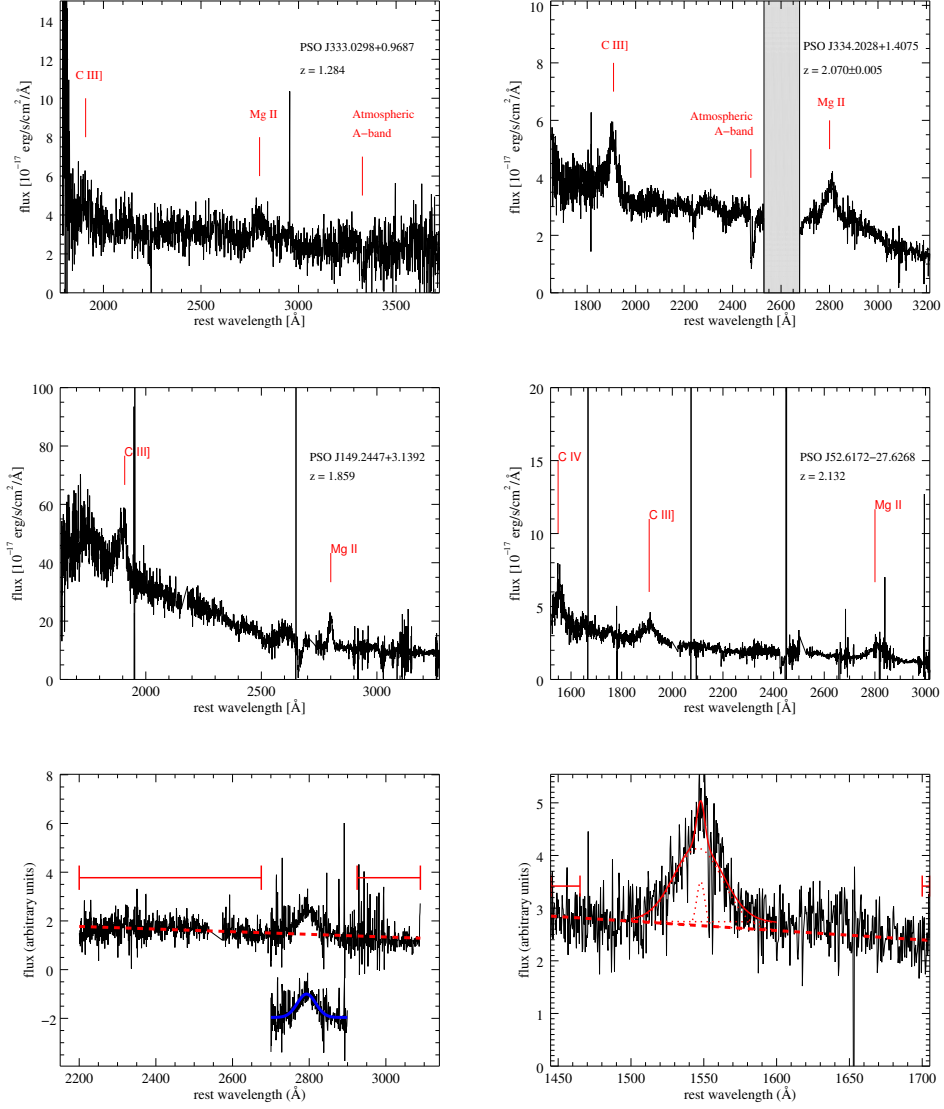 PSO J333.0298+0.9687
z = 1.284
C III]
Mg II
Atmospheric
A−band
flux [10⁻¹⁷ erg/s/cm²/Å]
0 2 4 6 8 10 12 14
2000 2500 3000 3500
rest wavelength [Å]
PSO J334.2028+1.4075
z = 2.070±0.005
C III]
Mg II
Atmospheric
A−band
flux [10⁻¹⁷ erg/s/cm²/Å]
0 2 4 6 8 10
1800 2000 2200 2400 2600 2800 3000 3200
rest wavelength [Å]
PSO J149.2447+3.1392
z = 1.859
C III]
Mg II
flux [10⁻¹⁷ erg/s/cm²/Å]
0 20 40 60 80 100
2000 2500 3000
rest wavelength [Å]
PSO J52.6172−27.6268
z = 2.132
C IV
C III]
Mg II
flux [10⁻¹⁷ erg/s/cm²/Å]
0 5 10 15 20
1600 1800 2000 2200 2400 2600 2800 3000
rest wavelength [Å]
flux (arbitrary units)
−2 0 2 4 6 8
2200 2400 2600 2800 3000
rest wavelength (Å)
flux (arbitrary units)
0 1 2 3 4 5
1450 1500 1550 1600 1650 1700
rest wavelength (Å)